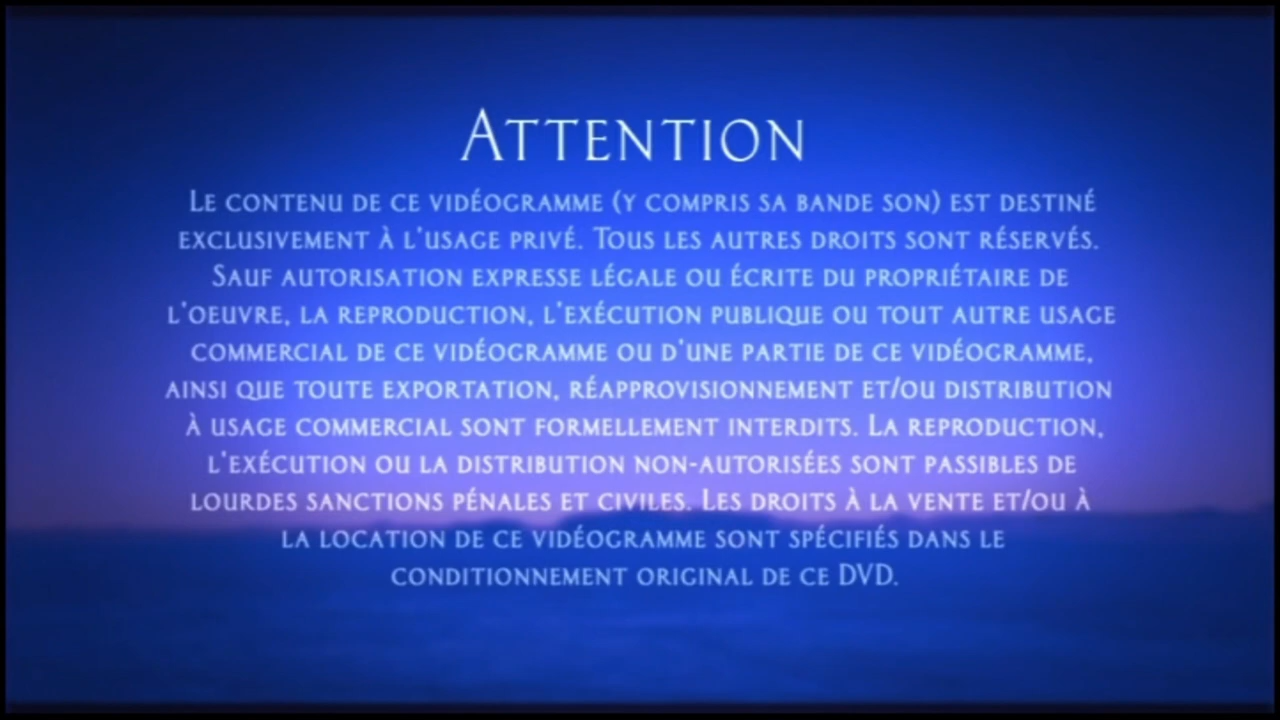 Attention
Le contenu de ce vidéogramme (y compris sa bande son) est destiné
exclusivement à l'usage privé. Tous les autres droits sont réservés.
Sauf autorisation expresse légale ou écrite du propriétaire de
l'oeuvre, la reproduction, l'exécution publique ou tout autre usage
commercial de ce vidéogramme ou d'une partie de ce vidéogramme,
ainsi que toute exportation, réapprovisionnement et/ou distribution
à usage commercial sont formellement interdits. La reproduction,
l'exécution ou la distribution non-autorisées sont passibles de
lourdes sanctions pénales et civiles. Les droits à la vente et/ou à
la location de ce vidéogramme sont spécifiés dans le
conditionnement original de ce DVD.